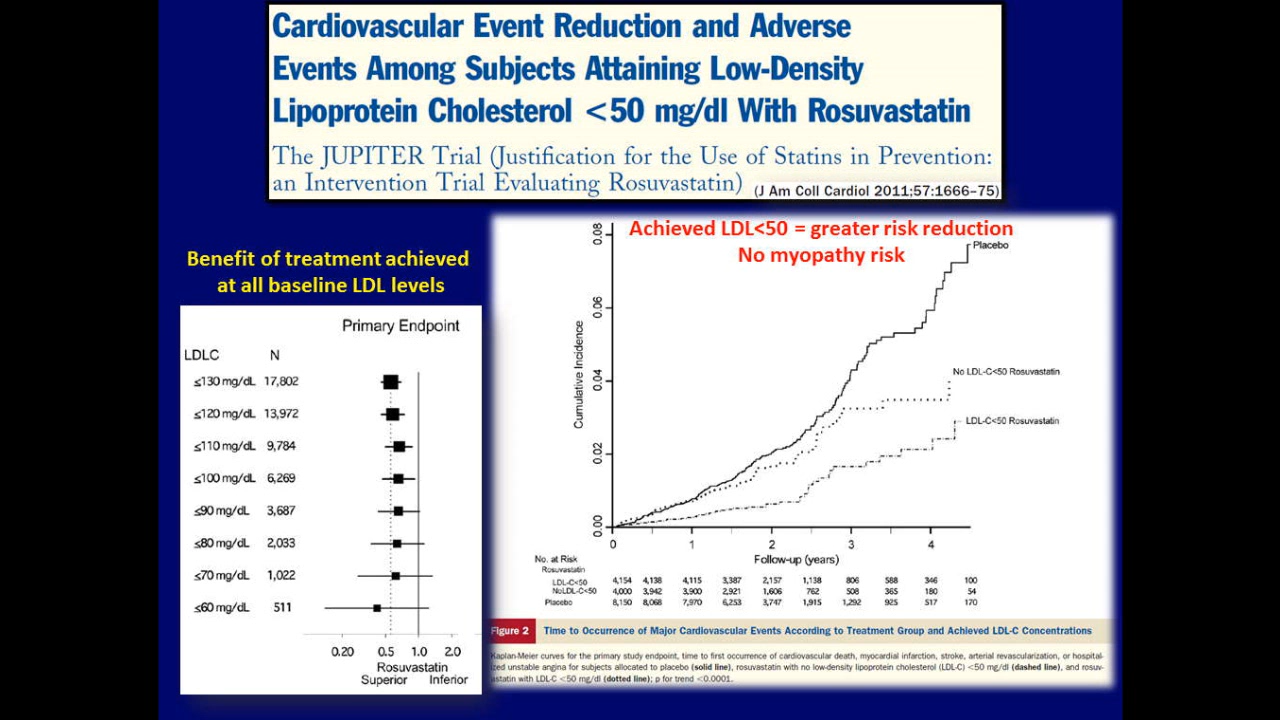 Cardiovascular Event Reduction and Adverse
Events Among Subjects Attaining Low-Density
Lipoprotein Cholesterol <50 mg/dl With Rosuvastatin
The JUPITER Trial (Justification for the Use of Statins in Prevention:
an Intervention Trial Evaluating Rosuvastatin) (J Am Coll Cardiol 2011;57:1666–75)
Benefit of treatment achieved
at all baseline LDL levels
Primary Endpoint
LDLC N
≤130 mg/dL 17,802
≤120 mg/dL 13,972
≤110 mg/dL 9,784
≤100 mg/dL 6,269
≤90 mg/dL 3,687
≤80 mg/dL 2,033
≤70 mg/dL 1,022
≤60 mg/dL 511
0.20 0.5 1.0 2.0
Rosuvastatin
Superior Inferior
Achieved LDL<50 = greater risk reduction
No myopathy risk
Placebo
No LDL-C<50 Rosuvastatin
LDL-C<50 Rosuvastatin
Cumulative Incidence
0.08
0.06
0.04
0.02
0.00
0 1 2 3 4
Follow-up (years)
No. at Risk
Rosuvastatin
LDL-C<50 4,154 4,138 4,115 3,387 2,157 1,138 806 588 346 100
NoLDL-C<50 4,000 3,942 3,900 2,921 1,606 762 508 365 180 54
Placebo 8,150 8,068 7,970 6,253 3,747 1,915 1,292 925 517 170
Figure 2 Time to Occurrence of Major Cardiovascular Events According to Treatment Group and Achieved LDL-C Concentrations
Kaplan-Meier curves for the primary study endpoint, time to first occurrence of cardiovascular death, myocardial infarction, stroke, arterial revascularization, or hospital-
ized unstable angina for subjects allocated to placebo (solid line), rosuvastatin with no low-density lipoprotein cholesterol (LDL-C) <50 mg/dl (dashed line), and rosuv-
astatin with LDL-C <50 mg/dl (dotted line); p for trend <0.0001.